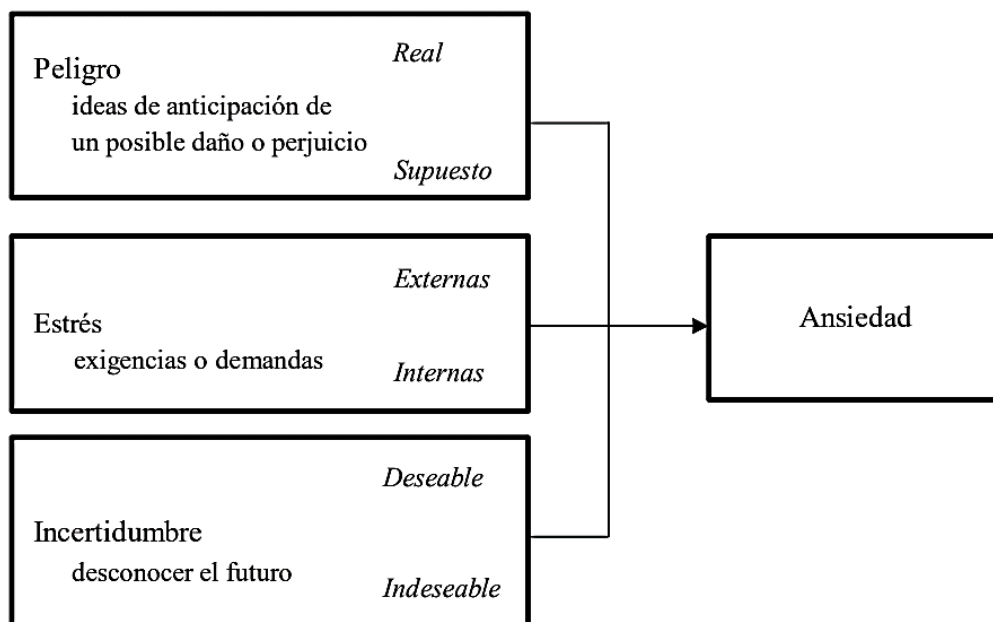 Real
Peligro
ideas de anticipación de
un posible daño o perjuicio
Supuesto
Externas
Estrés
exigencias o demandas
Internas
Ansiedad
Deseable
Incertidumbre
desconocer el futuro
Indeseable